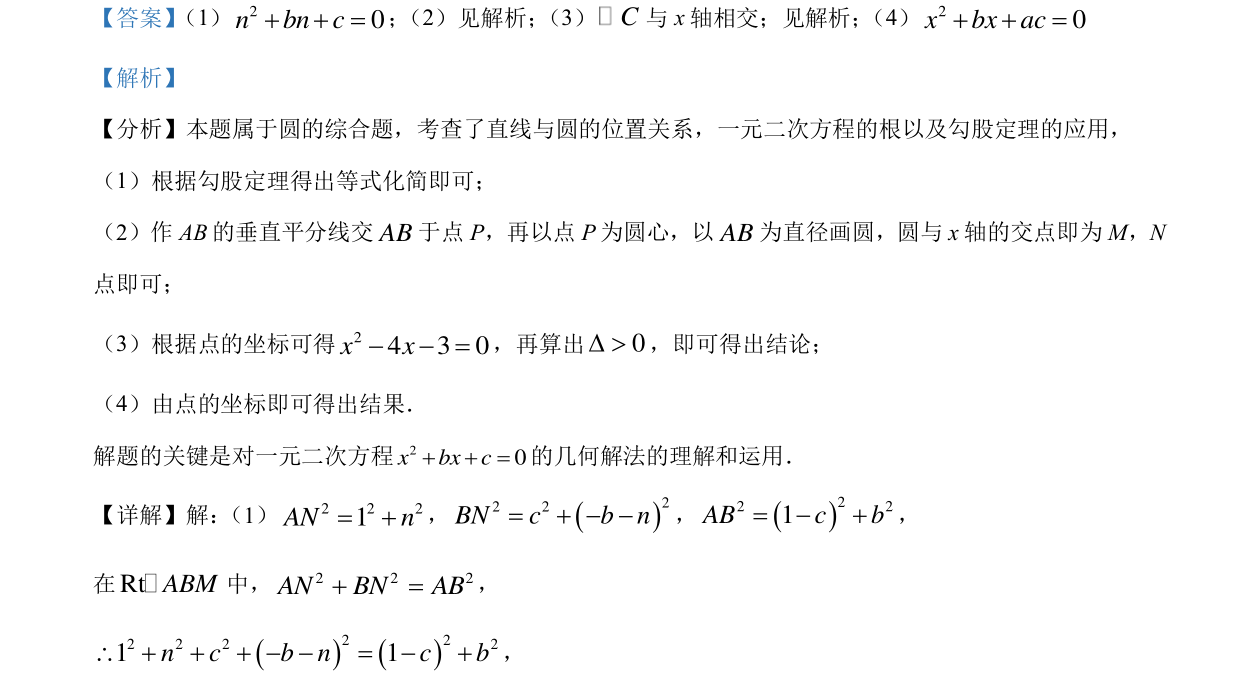 【答案】（1）n²+bn+c=0；（2）见解析；（3）□ C 与 x 轴相交；见解析；（4）x²+bx+ac=0
【解析】
【分析】本题属于圆的综合题，考查了直线与圆的位置关系，一元二次方程的根以及勾股定理的应用，
（1）根据勾股定理得出等式化简即可；
（2）作 AB 的垂直平分线交 AB 于点 P，再以点 P 为圆心，以 AB 为直径画圆，圆与 x 轴的交点即为 M，N
点即可；
（3）根据点的坐标可得 x²−4x−3=0，再算出 Δ>0，即可得出结论；
（4）由点的坐标即可得出结果．
解题的关键是对一元二次方程 x²+bx+c=0 的几何解法的理解和运用．
【详解】解：（1）AN²=1²+n²，BN²=c²+(−b−n)²，AB²=(1−c)²+b²，
在 Rt□ ABM 中，AN²+BN²=AB²，
∴1²+n²+c²+(−b−n)²=(1−c)²+b²，